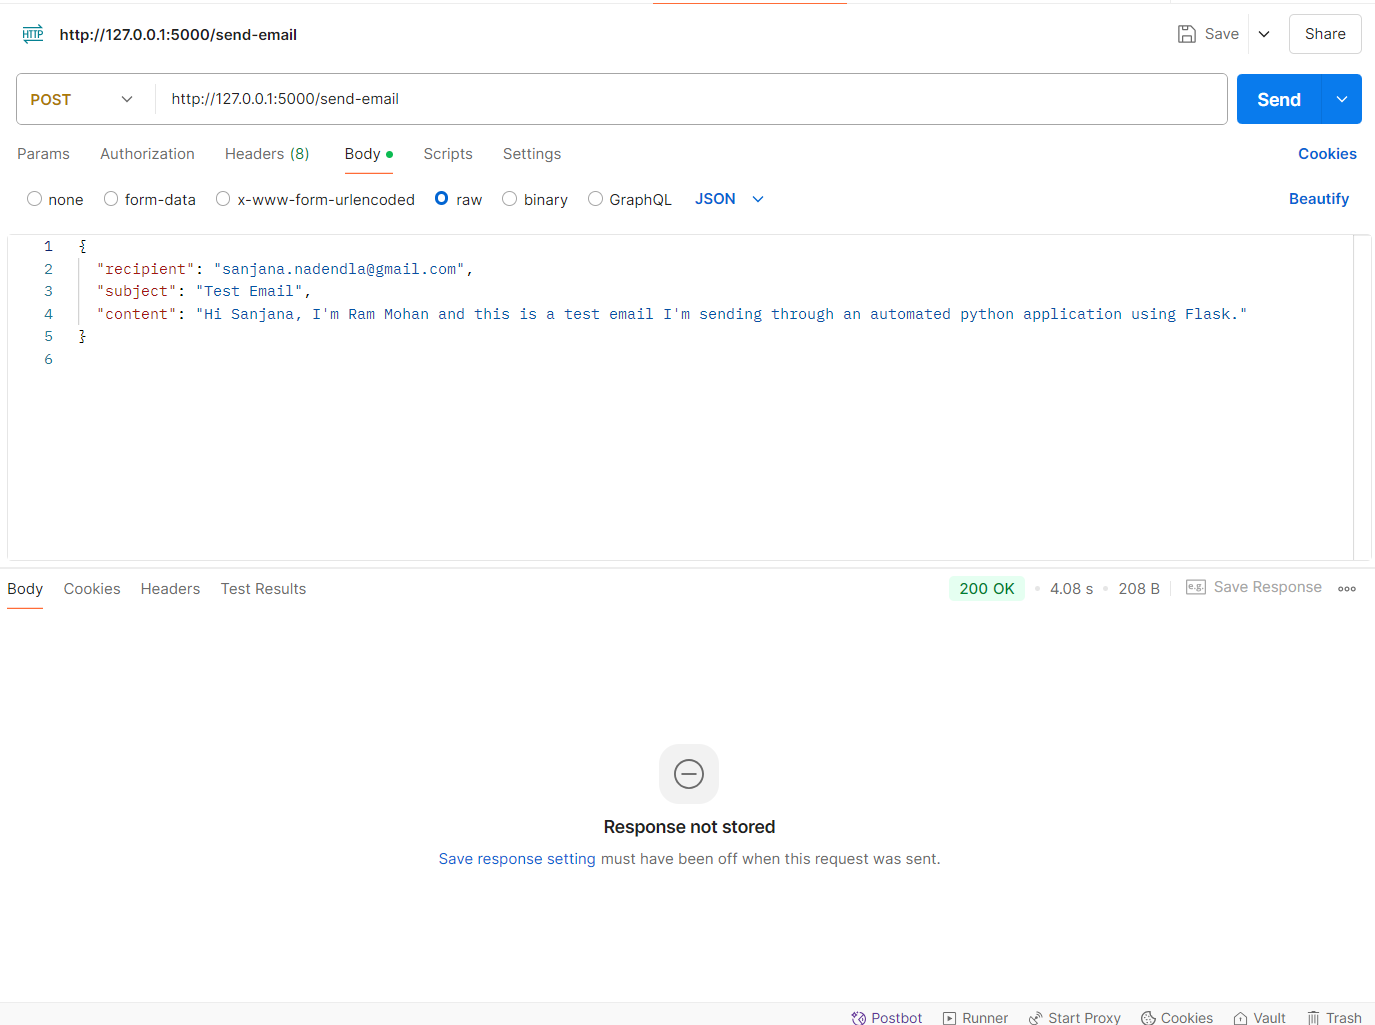 HTTP http://127.0.0.1:5000/send-email Save Share
POST http://127.0.0.1:5000/send-email Send
Params Authorization Headers (8) Body Scripts Settings Cookies
none form-data x-www-form-urlencoded raw binary GraphQL JSON Beautify
1 {
2 "recipient": "sanjana.nadendla@gmail.com",
3 "subject": "Test Email",
4 "content": "Hi Sanjana, I'm Ram Mohan and this is a test email I'm sending through an automated python application using Flask."
5 }
6
Body Cookies Headers Test Results 200 OK 4.08 s 208 B e.g. Save Response
Response not stored
Save response setting must have been off when this request was sent.
Postbot Runner Start Proxy Cookies Vault Trash